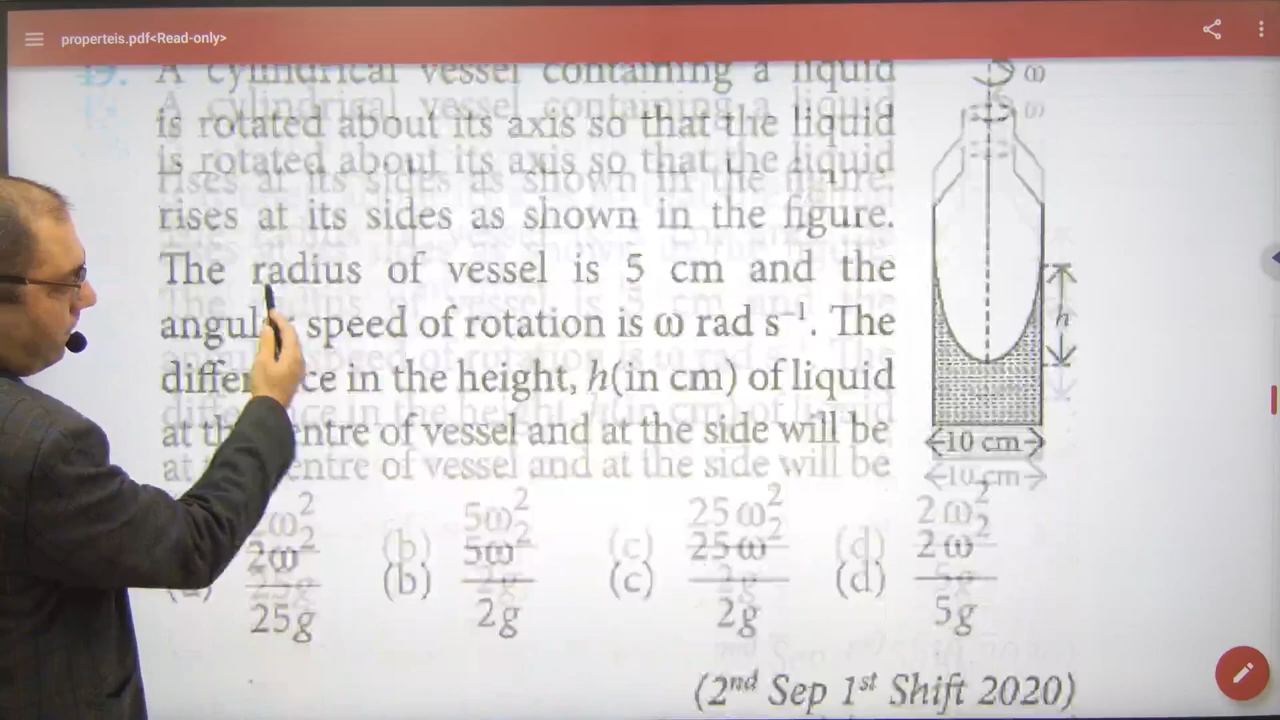 properteis.pdf<Read-only>
19. A cylindrical vessel containing a liquid
is rotated about its axis so that the liquid
rises at its sides as shown in the figure.
The radius of vessel is 5 cm and the
angul speed of rotation is ω rad s⁻¹. The
differ ce in the height, h(in cm) of liquid
at th entre of vessel and at the side will be
ω
h
10 cm
(a) 2ω²/25g (b) 5ω²/2g (c) 25ω²/2g (d) 2ω²/5g
(2nd Sep 1st Shift 2020)